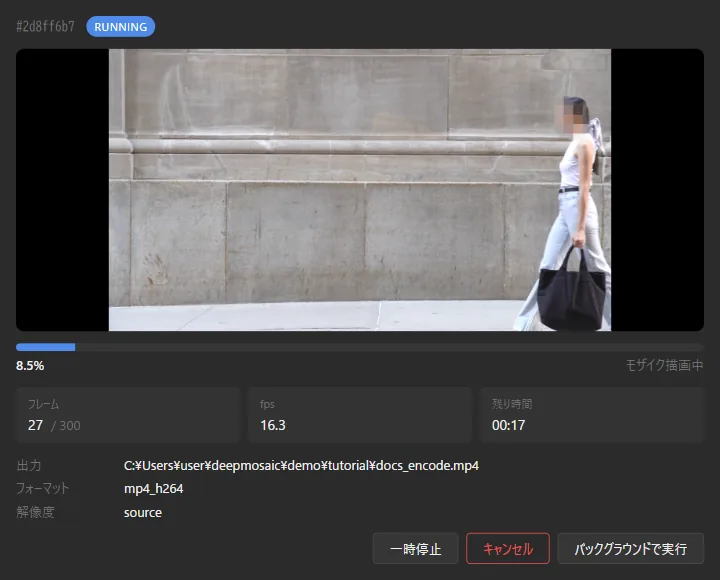 #2d8ff6b7 RUNNING
8.5% モザイク描画中
フレーム fps 残り時間
27 / 300 16.3 00:17
出力 C:¥Users¥user¥deepmosaic¥demo¥tutorial¥docs_encode.mp4
フォーマット mp4_h264
解像度 source
一時停止 キャンセル バックグラウンドで実行